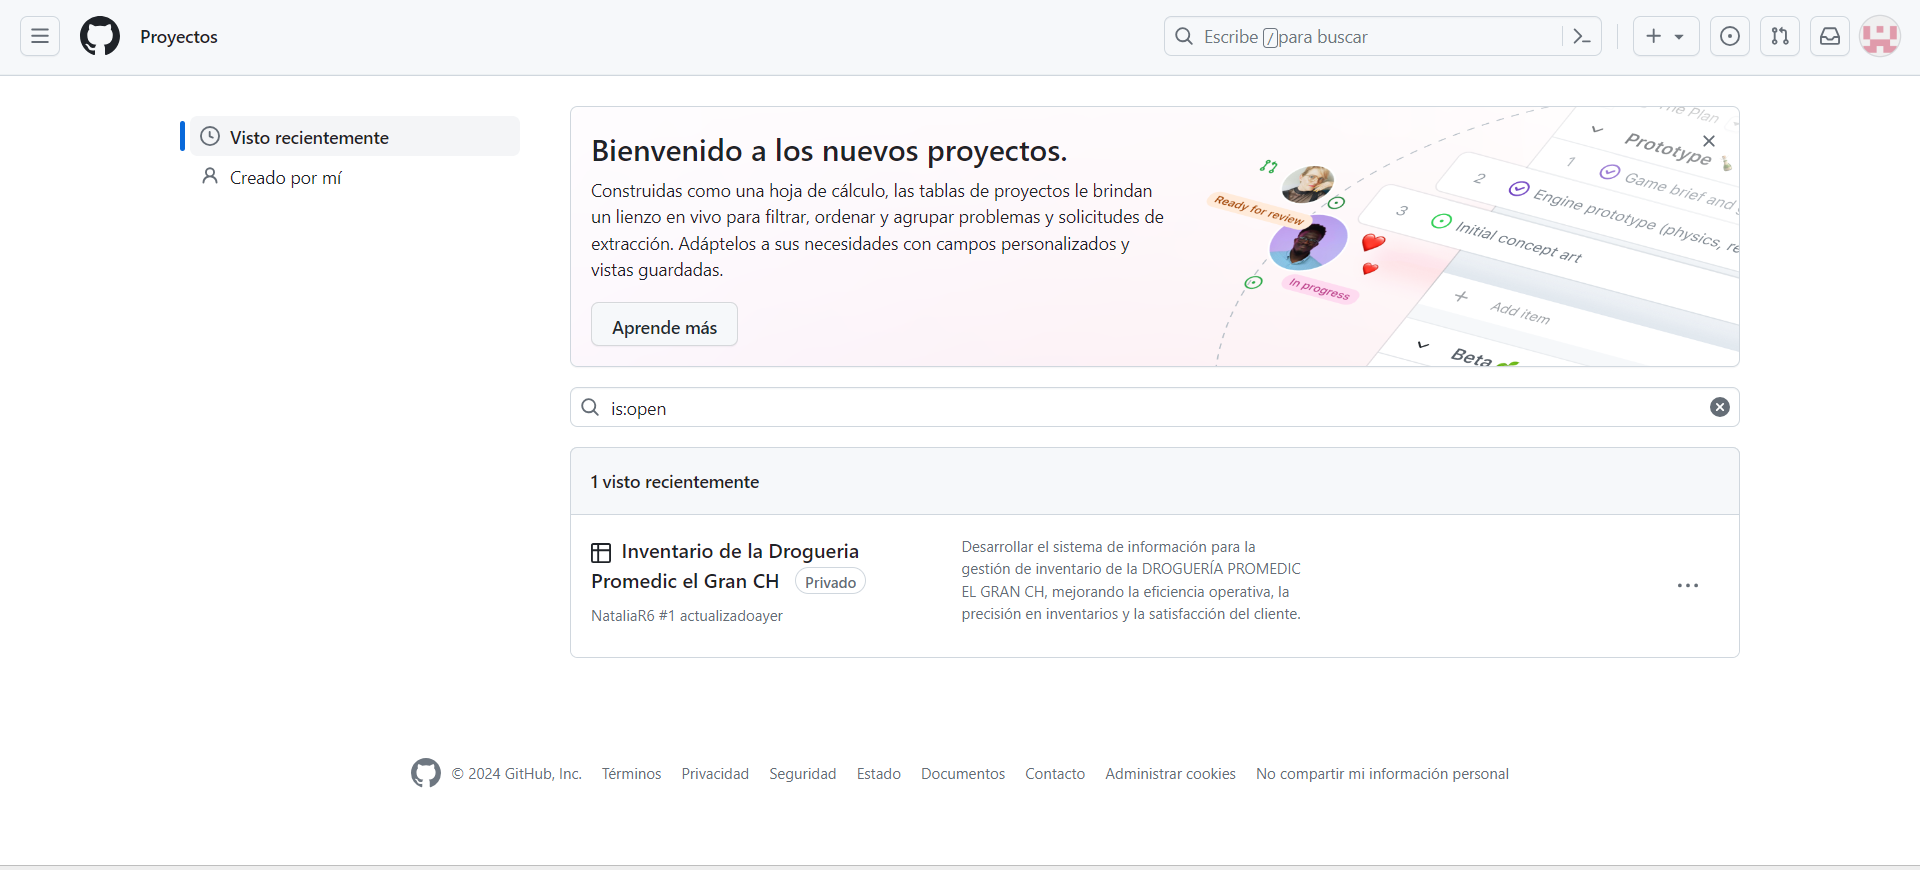 Proyectos
Escribe / para buscar
Visto recientemente
Creado por mí
Bienvenido a los nuevos proyectos.
Construidas como una hoja de cálculo, las tablas de proyectos le brindan
un lienzo en vivo para filtrar, ordenar y agrupar problemas y solicitudes de
extracción. Adáptelos a sus necesidades con campos personalizados y
vistas guardadas.
Aprende más
Ready for review
In progress
The Plan
Prototype
1 Game brief and
2 Engine prototype (physics, re
3 Initial concept art
Add item
Beta
is:open
1 visto recientemente
Inventario de la Drogueria
Promedic el Gran CH Privado
NataliaR6 #1 actualizadoayer
Desarrollar el sistema de información para la
gestión de inventario de la DROGUERÍA PROMEDIC
EL GRAN CH, mejorando la eficiencia operativa, la
precisión en inventarios y la satisfacción del cliente.
© 2024 GitHub, Inc. Términos Privacidad Seguridad Estado Documentos Contacto Administrar cookies No compartir mi información personal